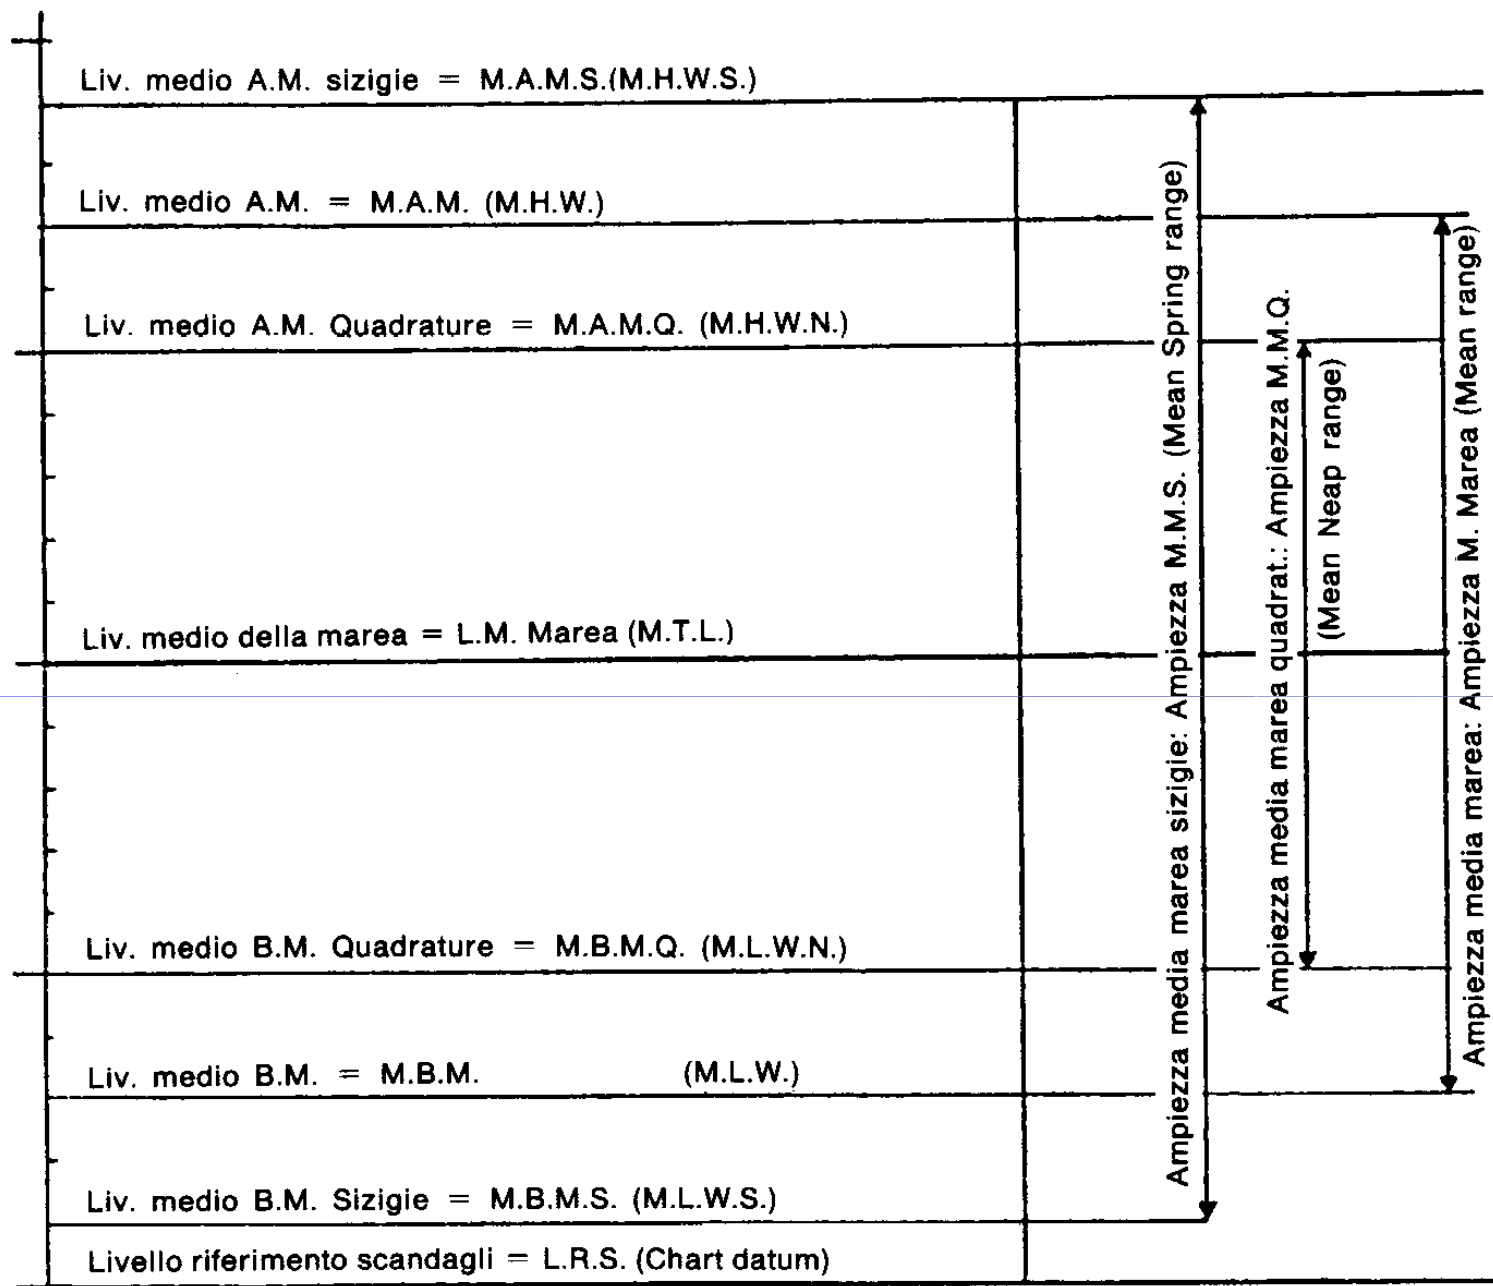 Liv. medio A.M. sizigie = M.A.M.S.(M.H.W.S.)
Liv. medio A.M. = M.A.M. (M.H.W.)
Liv. medio A.M. Quadrature = M.A.M.Q. (M.H.W.N.)
Liv. medio della marea = L.M. Marea (M.T.L.)
Liv. medio B.M. Quadrature = M.B.M.Q. (M.L.W.N.)
Liv. medio B.M. = M.B.M. (M.L.W.)
Liv. medio B.M. Sizigie = M.B.M.S. (M.L.W.S.)
Livello riferimento scandagli = L.R.S. (Chart datum)
Ampiezza media marea sizigie: Ampiezza M.M.S. (Mean Spring range)
Ampiezza media marea quadrat.: Ampiezza M.M.Q.
(Mean Neap range)
Ampiezza media marea: Ampiezza M. Marea (Mean range)